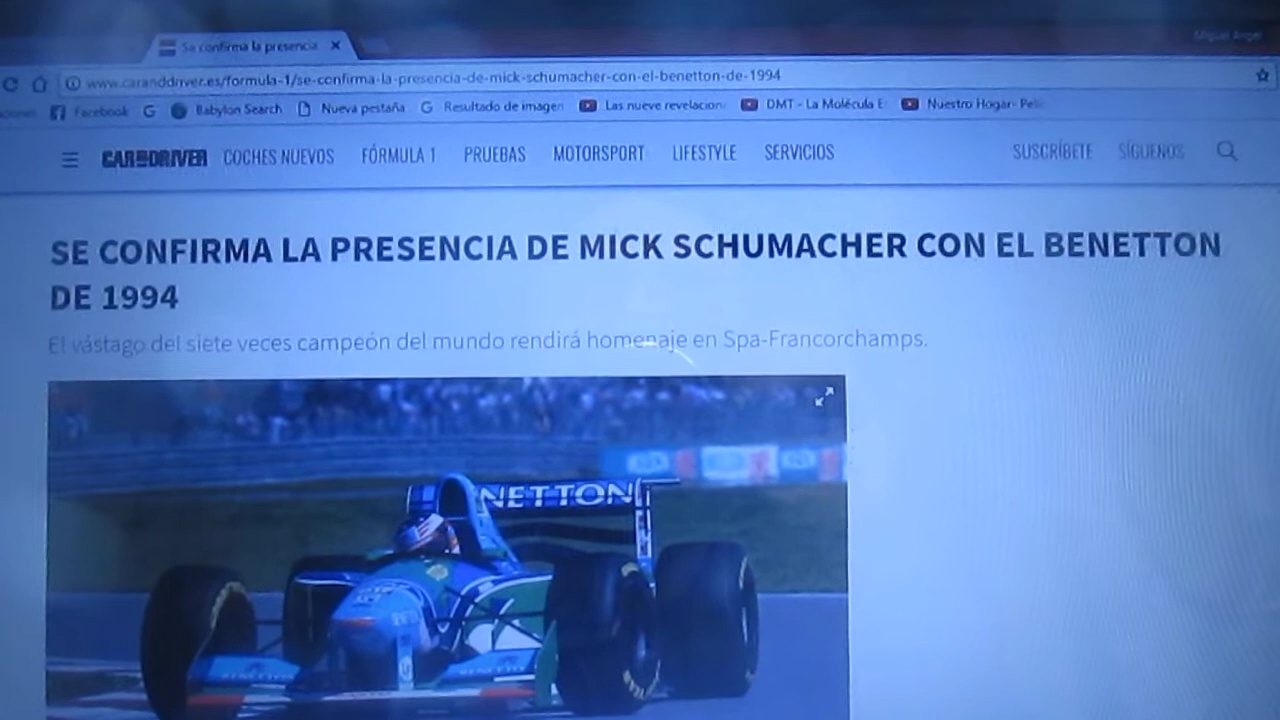 Se confirma la presencia
Miguel Angel
www.caranddriver.es/formula-1/se-confirma-la-presencia-de-mick-schumacher-con-el-benetton-de-1994
Facebook G Babylon Search Nueva pestaña G Resultado de imagen Las nueve revelacion DMT - La Molécula E Nuestro Hogar- Peli
CAR AND DRIVER COCHES NUEVOS FÓRMULA 1 PRUEBAS MOTORSPORT LIFESTYLE SERVICIOS SUSCRÍBETE SÍGUENOS
SE CONFIRMA LA PRESENCIA DE MICK SCHUMACHER CON EL BENETTON
DE 1994
El vástago del siete veces campeón del mundo rendirá homenaje en Spa-Francorchamps.
NETTON